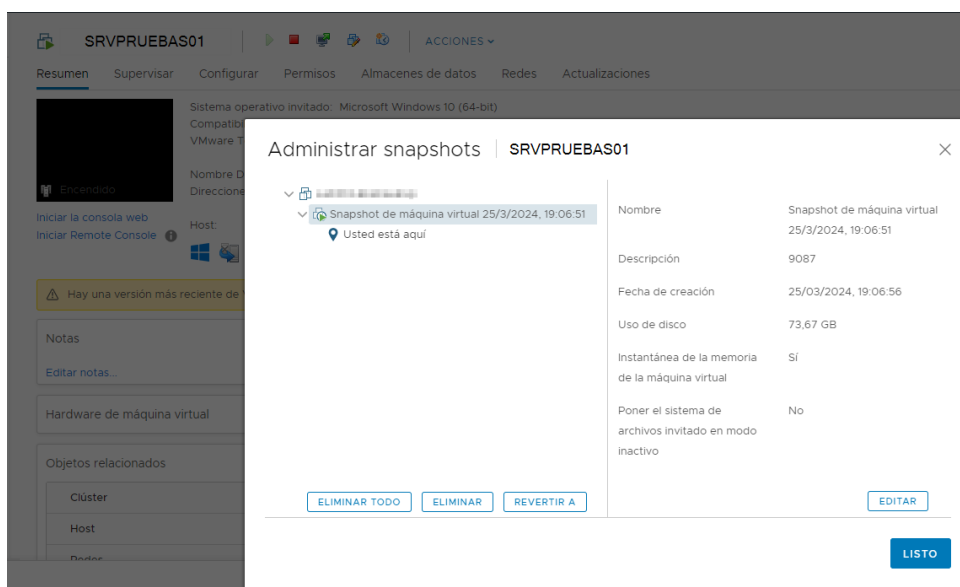 SRVPRUEBAS01
ACCIONES
Resumen Supervisar Configurar Permisos Almacenes de datos Redes Actualizaciones
Sistema operativo invitado: Microsoft Windows 10 (64-bit)
Compatibi
VMware T
Nombre D
Direccione
Encendido
Iniciar la consola web
Iniciar Remote Console
Host:
Hay una versión más reciente de
Notas
Editar notas...
Hardware de máquina virtual
Objetos relacionados
Clúster
Host
Redes
Administrar snapshots SRVPRUEBAS01
Snapshot de máquina virtual 25/3/2024, 19:06:51
Usted está aquí
Nombre Snapshot de máquina virtual
25/3/2024, 19:06:51
Descripción 9087
Fecha de creación 25/03/2024, 19:06:56
Uso de disco 73,67 GB
Instantánea de la memoria Sí
de la máquina virtual
Poner el sistema de No
archivos invitado en modo
inactivo
ELIMINAR TODO ELIMINAR REVERTIR A
EDITAR
LISTO